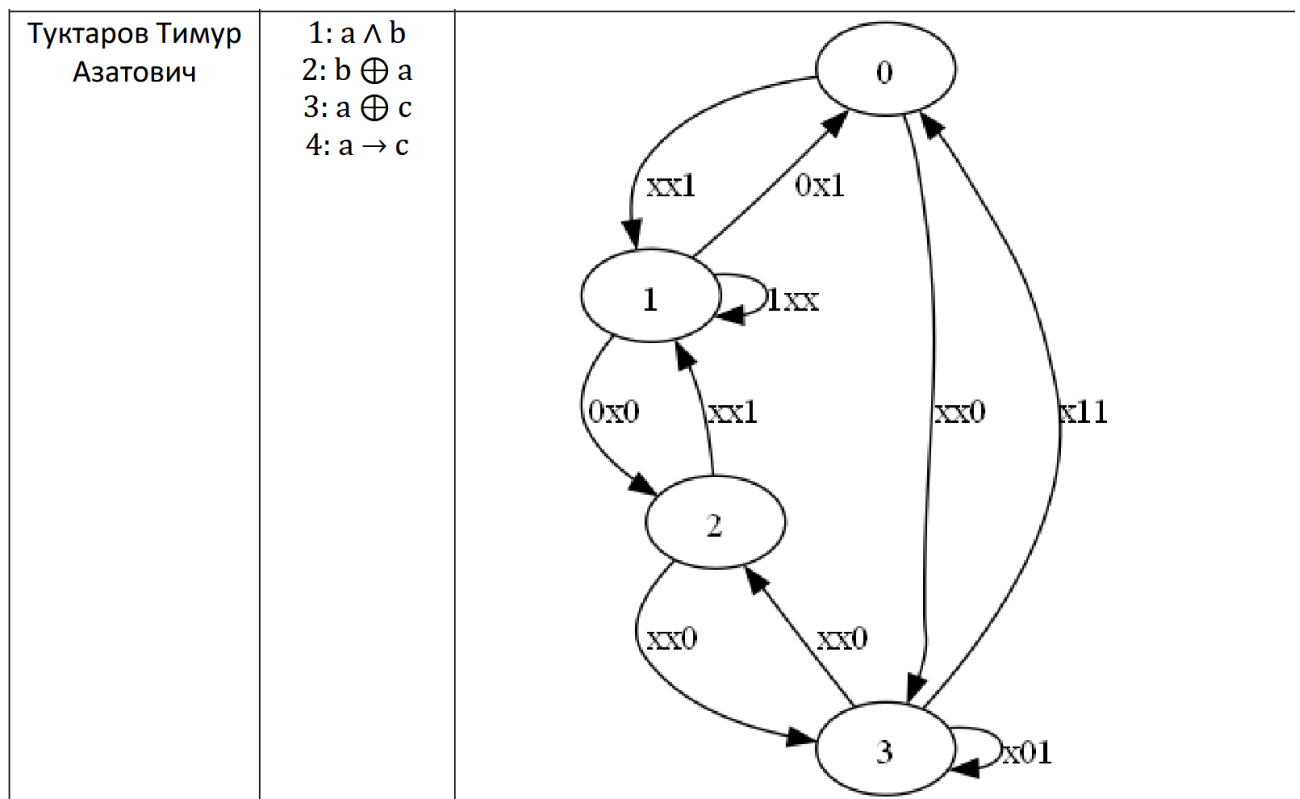 Туктаров Тимур
Азатович
1: a ∧ b
2: b ⊕ a
3: a ⊕ c
4: a → c
0
xx1
0x1
1
1xx
0x0
xx1
xx0
x11
2
xx0
xx0
3
x01